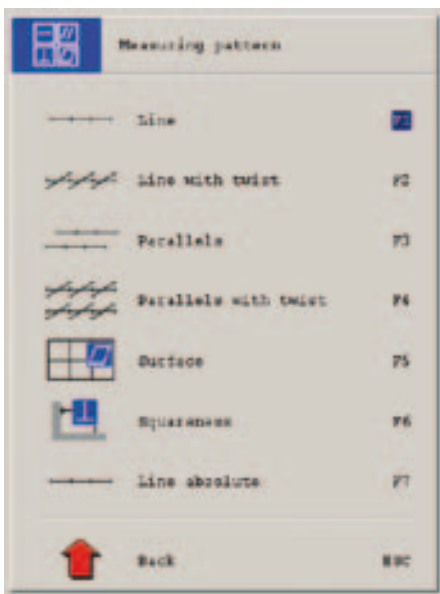 Measuring pattern
Line F1
Line with twist F2
Parallels F3
Parallels with twist F4
Surface F5
Squareness F6
Line absolute F7
Back ESC